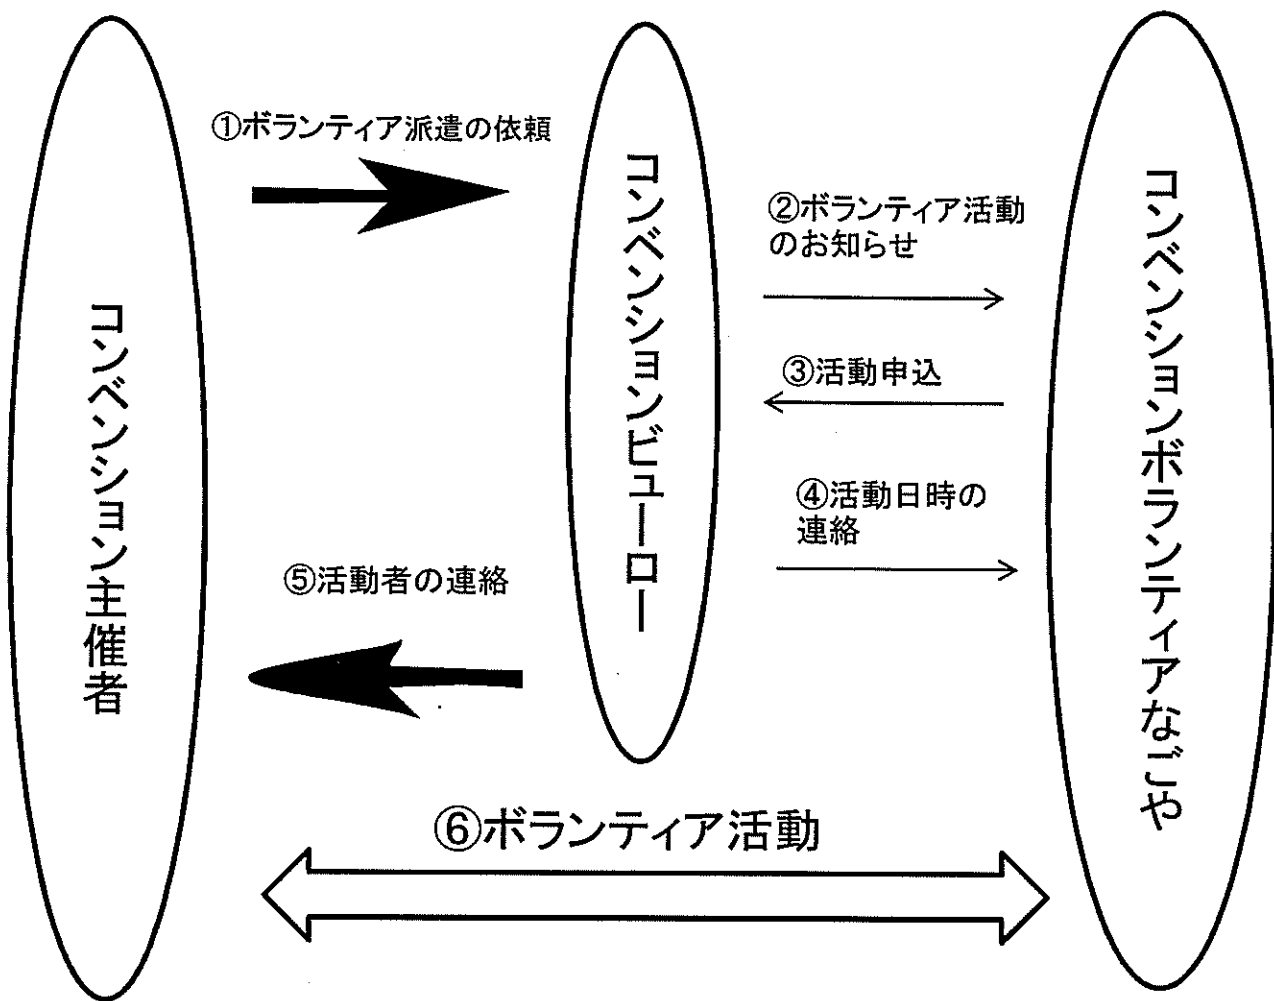 コンベンション主催者
①ボランティア派遣の依頼
コンベンションビューロー
②ボランティア活動
のお知らせ
③活動申込
④活動日時の
連絡
⑤活動者の連絡
コンベンションボランティアなごや
⑥ボランティア活動